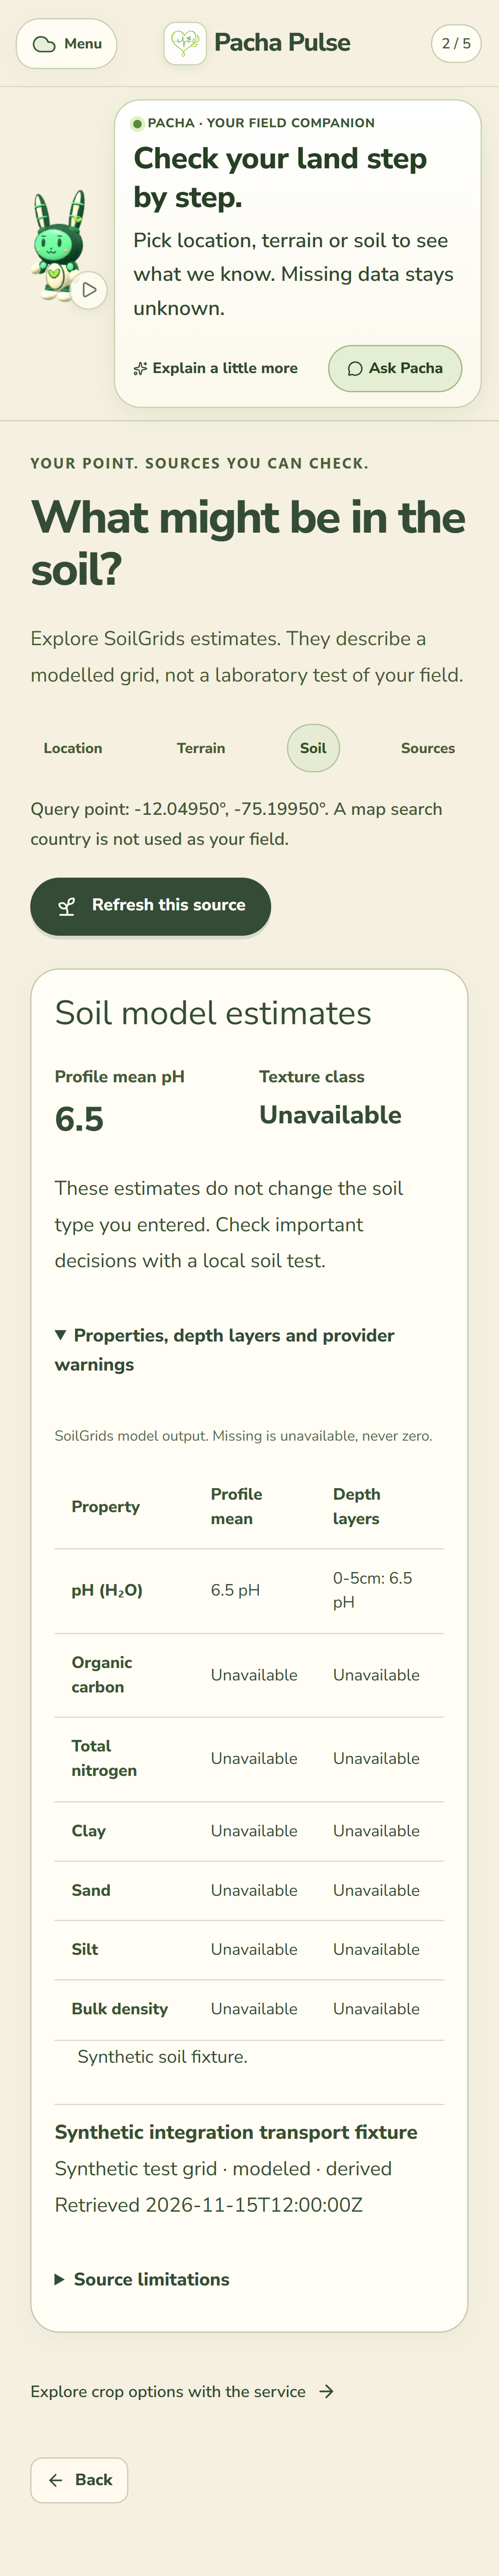 Menu
Pacha Pulse
2 / 5
PACHA · YOUR FIELD COMPANION
Check your land step
by step.
Pick location, terrain or soil to see
what we know. Missing data stays
unknown.
Explain a little more
Ask Pacha
YOUR POINT. SOURCES YOU CAN CHECK.
What might be in the
soil?
Explore SoilGrids estimates. They describe a
modelled grid, not a laboratory test of your field.
Location Terrain Soil Sources
Query point: -12.04950°, -75.19950°. A map search
country is not used as your field.
Refresh this source
Soil model estimates
Profile mean pH Texture class
6.5 Unavailable
These estimates do not change the soil
type you entered. Check important
decisions with a local soil test.
▼ Properties, depth layers and provider
warnings
SoilGrids model output. Missing is unavailable, never zero.
Property Profile mean Depth layers
pH (H₂O) 6.5 pH 0-5cm: 6.5 pH
Organic carbon Unavailable Unavailable
Total nitrogen Unavailable Unavailable
Clay Unavailable Unavailable
Sand Unavailable Unavailable
Silt Unavailable Unavailable
Bulk density Unavailable Unavailable
Synthetic soil fixture.
Synthetic integration transport fixture
Synthetic test grid · modeled · derived
Retrieved 2026-11-15T12:00:00Z
▶ Source limitations
Explore crop options with the service →
← Back